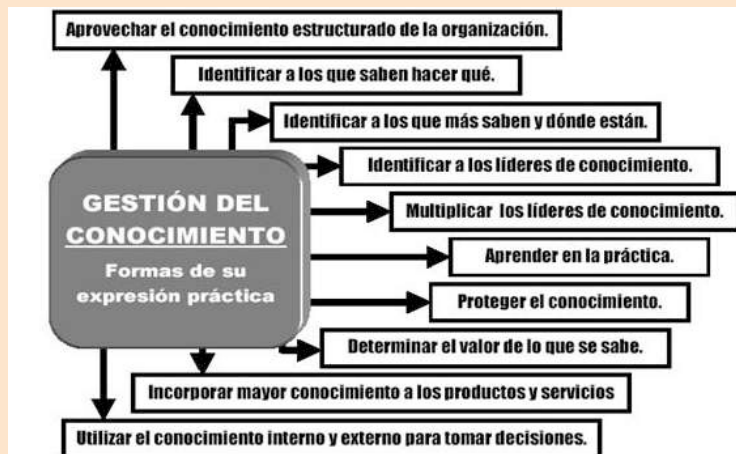 Aprovechar el conocimiento estructurado de la organización.
Identificar a los que saben hacer qué.
Identificar a los que más saben y dónde están.
Identificar a los líderes de conocimiento.
GESTIÓN DEL
CONOCIMIENTO
Formas de su
expresión práctica
Multiplicar los líderes de conocimiento.
Aprender en la práctica.
Proteger el conocimiento.
Determinar el valor de lo que se sabe.
Incorporar mayor conocimiento a los productos y servicios
Utilizar el conocimiento interno y externo para tomar decisiones.